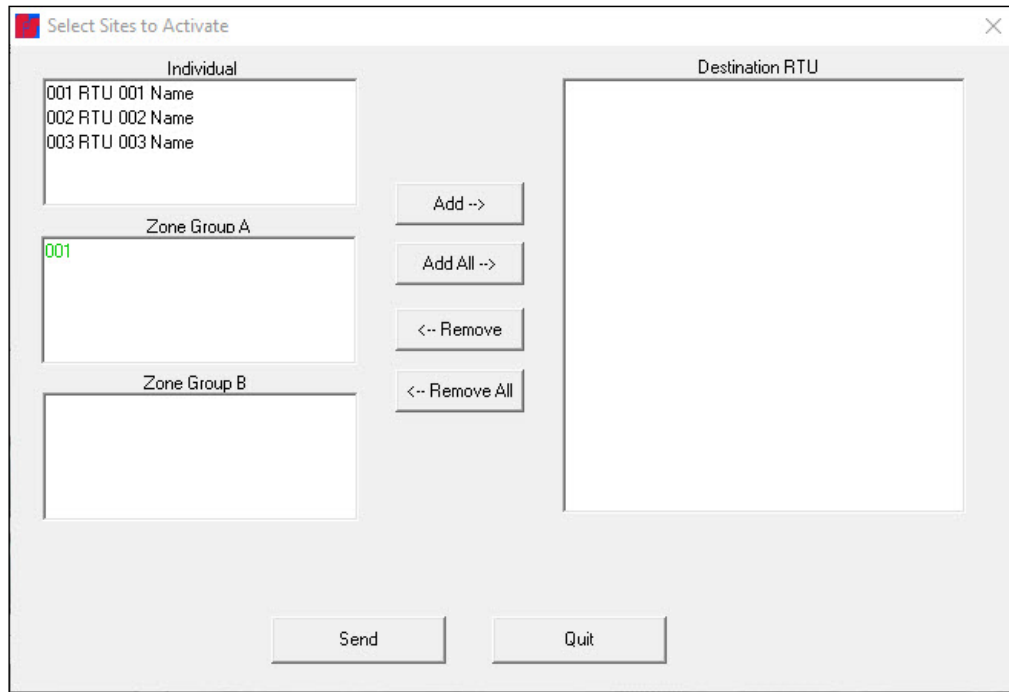 Select Sites to Activate
Individual
001 RTU 001 Name
002 RTU 002 Name
003 RTU 003 Name
Zone Group A
001
Zone Group B
Add -->
Add All -->
<-- Remove
<-- Remove All
Destination RTU
Send
Quit